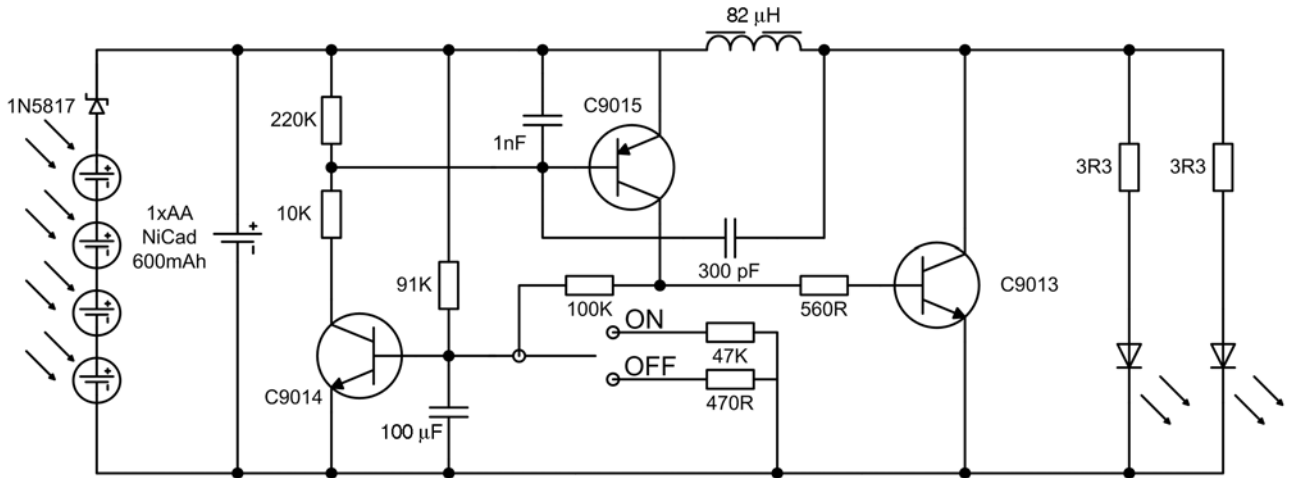 82 µH
1N5817
220K
1nF
C9015
3R3
3R3
1xAA
NiCad
600mAh
+
10K
91K
300 pF
100K
560R
C9013
ON
47K
OFF
470R
C9014
100 µF